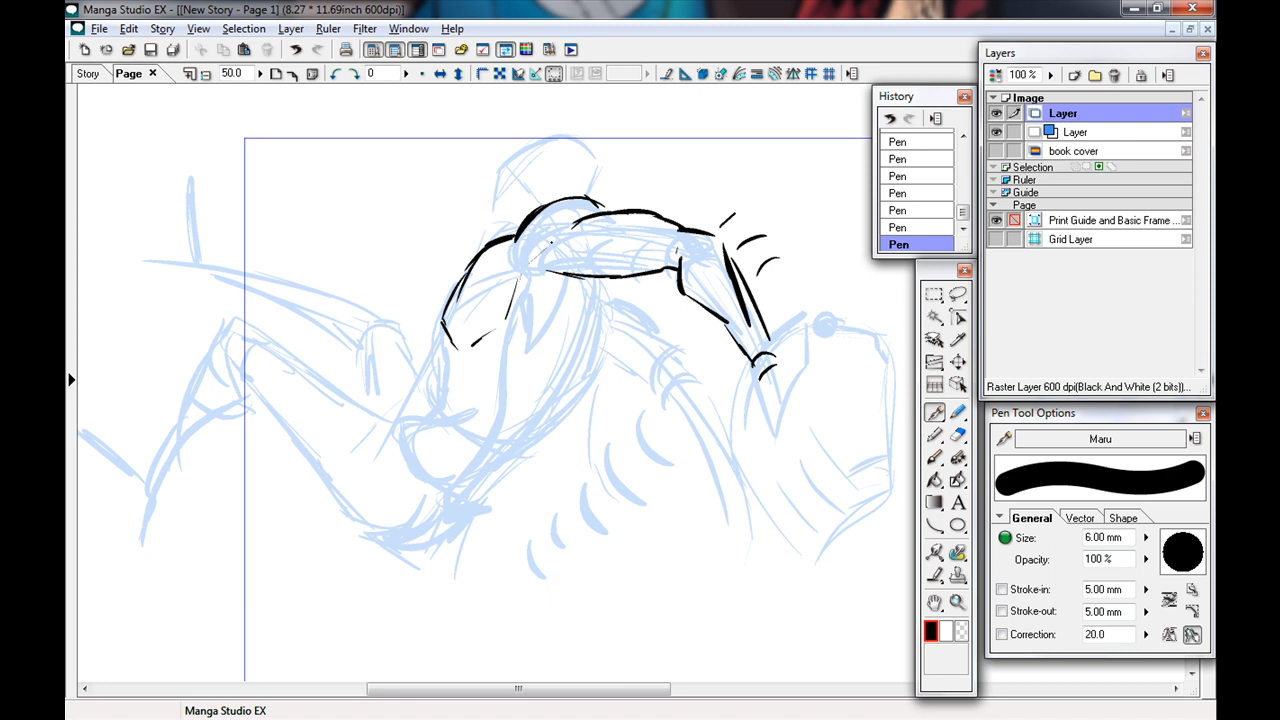 Manga Studio EX - [[New Story - Page 1] (8.27 * 11.69inch 600dpi)]
File Edit Story View Selection Layer Ruler Filter Window Help
Story Page 50.0 0
Layers
100 %
Image
Layer
Layer
book cover
Selection
Ruler
Guide
Page
Print Guide and Basic Frame ...
Grid Layer
Raster Layer 600 dpi(Black And White (2 bits))...
History
Pen
Pen
Pen
Pen
Pen
Pen
Pen
A
Pen Tool Options
Maru
General Vector Shape
Size: 6.00 mm
Opacity: 100 %
Stroke-in: 5.00 mm
Stroke-out: 5.00 mm
Correction: 20.0
Manga Studio EX